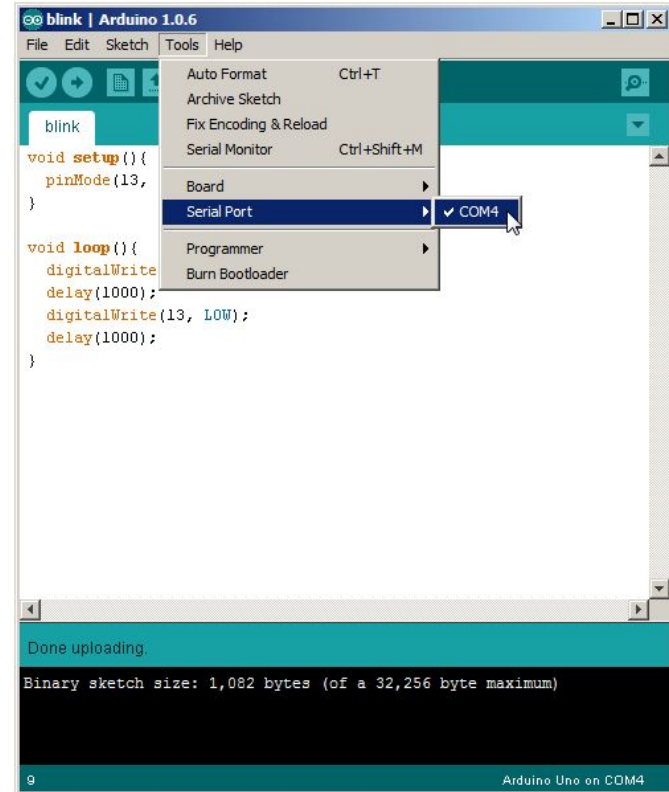 blink | Arduino 1.0.6
File Edit Sketch Tools Help
Auto Format Ctrl+T
Archive Sketch
Fix Encoding & Reload
Serial Monitor Ctrl+Shift+M
Board
Serial Port
COM4
Programmer
Burn Bootloader
blink
void setup(){
pinMode(13,
}
void loop(){
digitalWrite
delay(1000);
digitalWrite(13, LOW);
delay(1000);
}
Done uploading.
Binary sketch size: 1,082 bytes (of a 32,256 byte maximum)
9 Arduino Uno on COM4